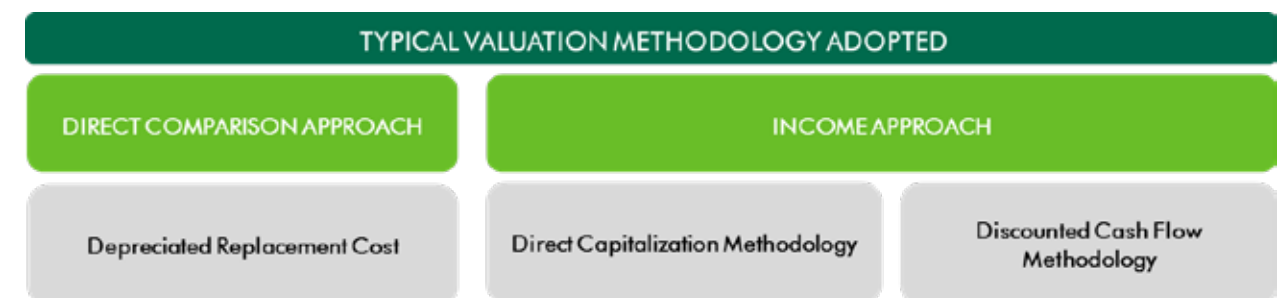 TYPICAL VALUATION METHODOLOGY ADOPTED
DIRECT COMPARISON APPROACH
INCOME APPROACH
Depreciated Replacement Cost
Direct Capitalization Methodology
Discounted Cash Flow
Methodology